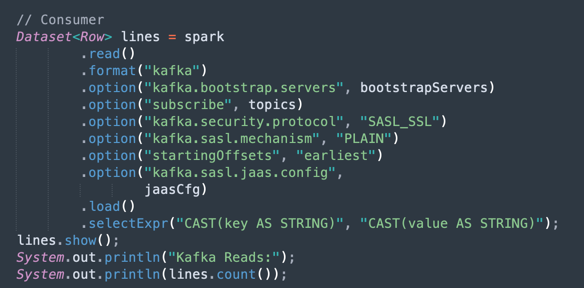 // Consumer
Dataset<Row> lines = spark
.read()
.format("kafka")
.option("kafka.bootstrap.servers", bootstrapServers)
.option("subscribe", topics)
.option("kafka.security.protocol", "SASL_SSL")
.option("kafka.sasl.mechanism", "PLAIN")
.option("startingOffsets", "earliest")
.option("kafka.sasl.jaas.config",
jaasCfg)
.load()
.selectExpr("CAST(key AS STRING)", "CAST(value AS STRING)");
lines.show();
System.out.println("Kafka Reads:");
System.out.println(lines.count());